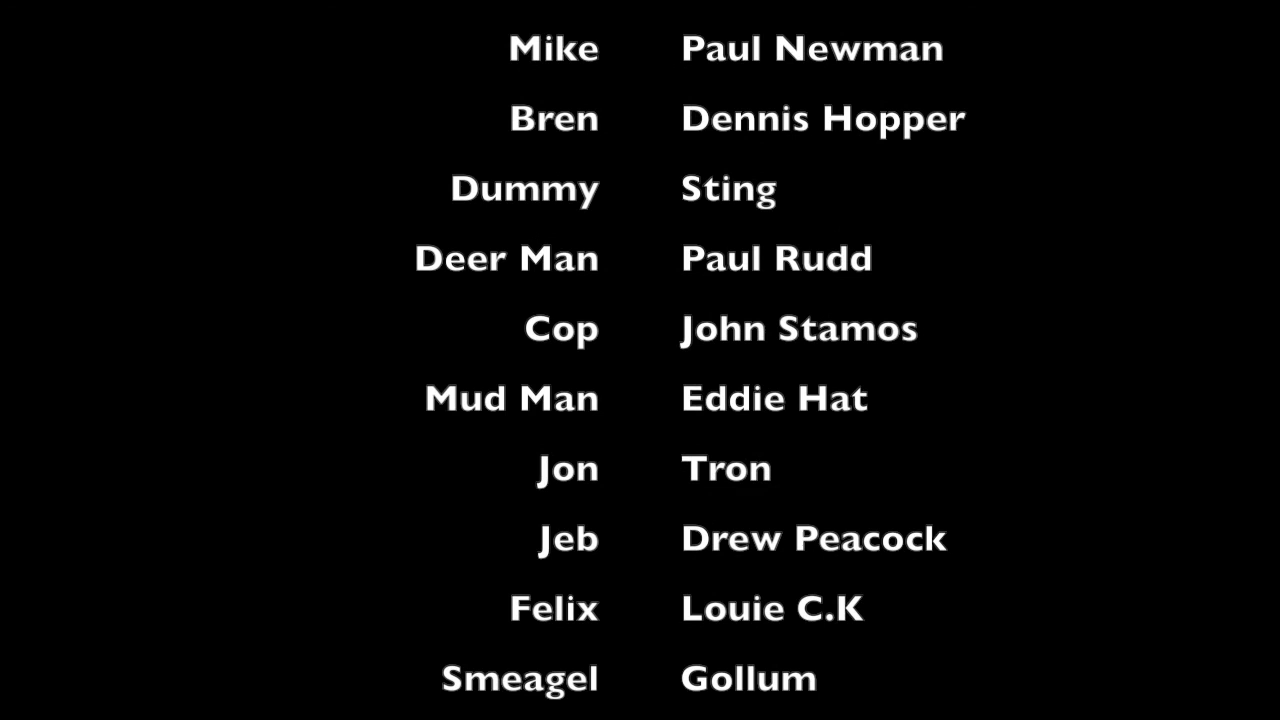 Mike Paul Newman
Bren Dennis Hopper
Dummy Sting
Deer Man Paul Rudd
Cop John Stamos
Mud Man Eddie Hat
Jon Tron
Jeb Drew Peacock
Felix Louie C.K
Smeagel Gollum